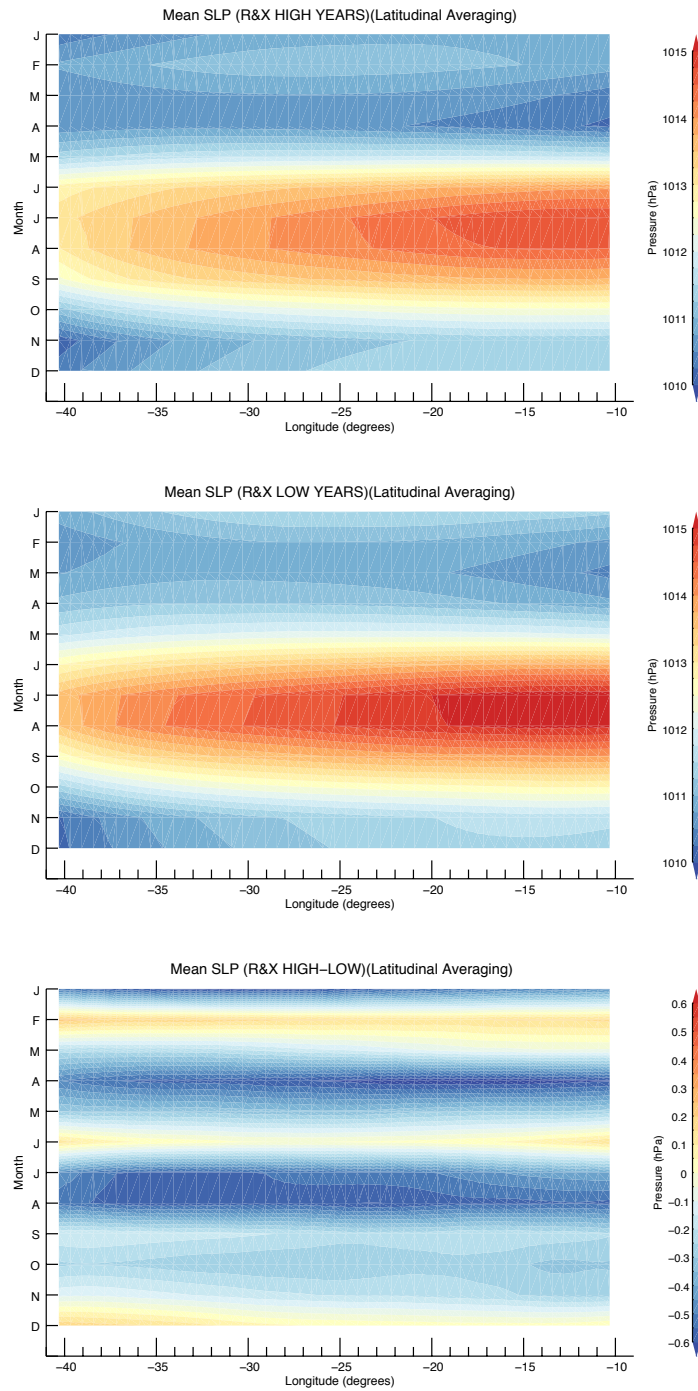 Mean SLP (R&X HIGH YEARS)(Latitudinal Averaging)
J
F
M
A
M
J
J
A
S
O
N
D
Month
−40 −35 −30 −25 −20 −15 −10
Longitude (degrees)
1015
1014
1013
1012
1011
1010
Pressure (hPa)
Mean SLP (R&X LOW YEARS)(Latitudinal Averaging)
J
F
M
A
M
J
J
A
S
O
N
D
Month
−40 −35 −30 −25 −20 −15 −10
Longitude (degrees)
1015
1014
1013
1012
1011
1010
Pressure (hPa)
Mean SLP (R&X HIGH−LOW)(Latitudinal Averaging)
J
F
M
A
M
J
J
A
S
O
N
D
Month
−40 −35 −30 −25 −20 −15 −10
Longitude (degrees)
0.6
0.5
0.4
0.3
0.2
0.1
0
−0.1
−0.2
−0.3
−0.4
−0.5
−0.6
Pressure (hPa)